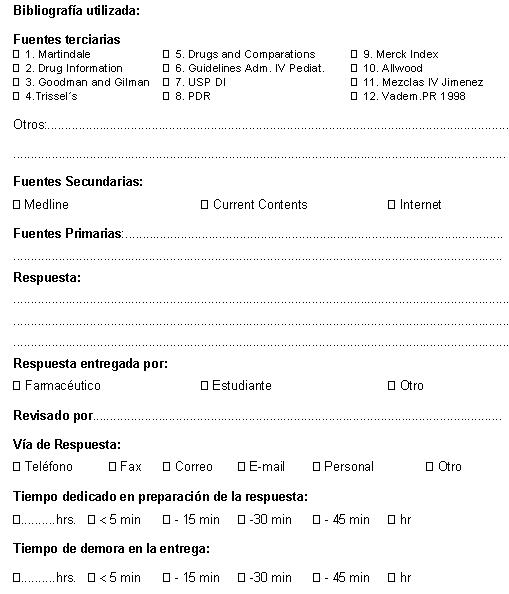 Bibliografía utilizada:
Fuentes terciarias
□ 1. Martindale □ 5. Drugs and Comparations □ 9. Merck Index
□ 2. Drug Information □ 6. Guidelines Adm. IV Pediat. □ 10. Allwood
□ 3. Goodman and Gilman □ 7. USP DI □ 11. Mezclas IV Jimenez
□ 4.Trissel´s □ 8. PDR □ 12. Vadem.PR 1998
Otros:..........................................................................................................................
..........................................................................................................................
Fuentes Secundarias:
□ Medline □ Current Contents □ Internet
Fuentes Primarias:..................................................................................................
..........................................................................................................................
Respuesta:
..........................................................................................................................
..........................................................................................................................
..........................................................................................................................
Respuesta entregada por:
□ Farmacéutico □ Estudiante □ Otro
Revisado por..........................................................................................................
Vía de Respuesta:
□ Teléfono □ Fax □ Correo □ E-mail □ Personal □ Otro
Tiempo dedicado en preparación de la respuesta:
□..........hrs. □ < 5 min □ - 15 min □ -30 min □ - 45 min □ hr
Tiempo de demora en la entrega:
□..........hrs. □ < 5 min □ - 15 min □ -30 min □ - 45 min □ hr